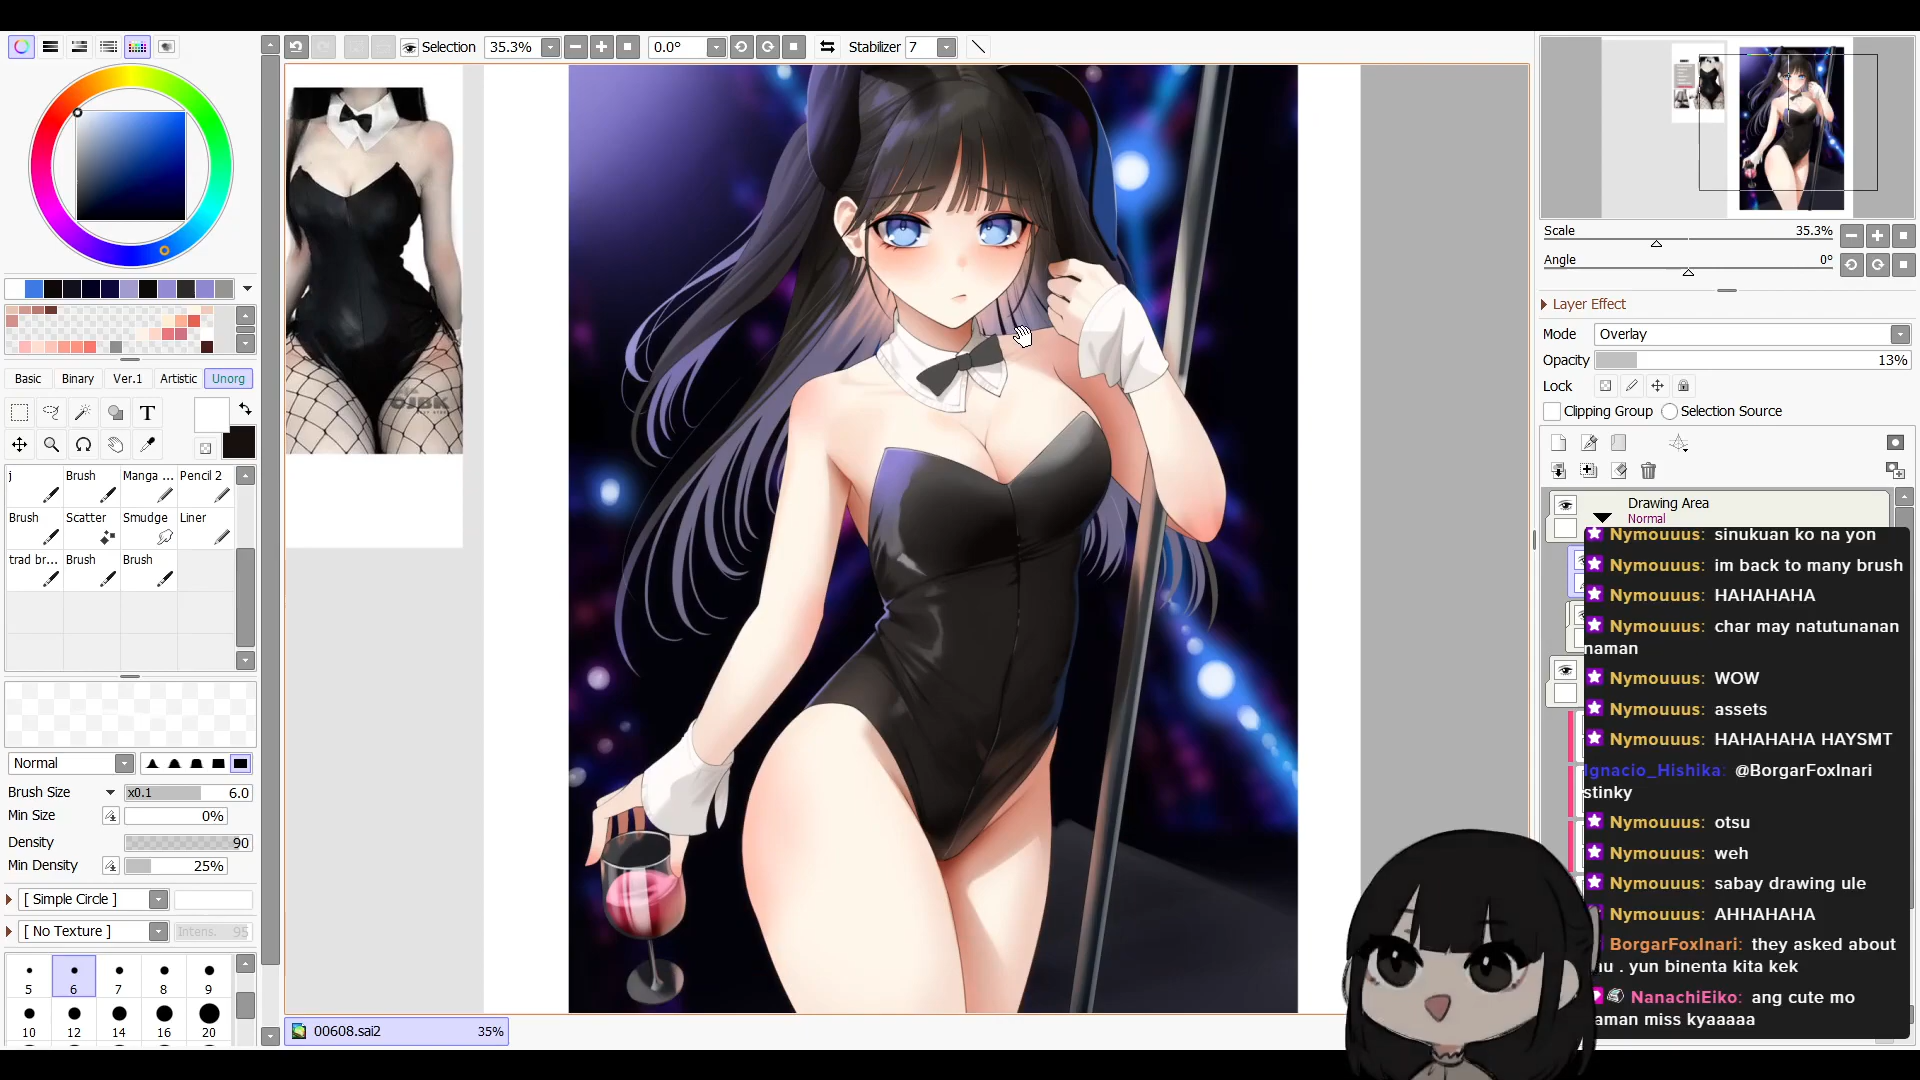 Selection 35.3% 0.0° Stabilizer 7
Basic Binary Ver.1 Artistic Unorg
T
j Brush Manga ... Pencil 2
Brush Scatter Smudge Liner
trad br... Brush Brush
Normal
Brush Size x0.1 6.0
Min Size 0%
Density 90
Min Density 25%
[ Simple Circle ]
[ No Texture ] Intens. 95
5 6 7 8 9
10 12 14 16 20
OJBK
00608.sai2 35%
Scale 35.3%
Angle 0°
Layer Effect
Mode Overlay
Opacity 13%
Lock
Clipping Group Selection Source
Drawing Area
Normal
Nymouuus: sinukuan ko na yon
Nymouuus: im back to many brush
Nymouuus: HAHAHAHA
Nymouuus: char may natutunanan
naman
Nymouuus: WOW
Nymouuus: assets
Nymouuus: HAHAHAHA HAYSMT
Ignacio_Hishika: @BorgarFoxInari
stinky
Nymouuus: otsu
Nymouuus: weh
Nymouuus: sabay drawing ule
Nymouuus: AHHAHAHA
BorgarFoxInari: they asked about
. yun binenta kita kek
NanachiEiko: ang cute mo
aman miss kyaaaaa